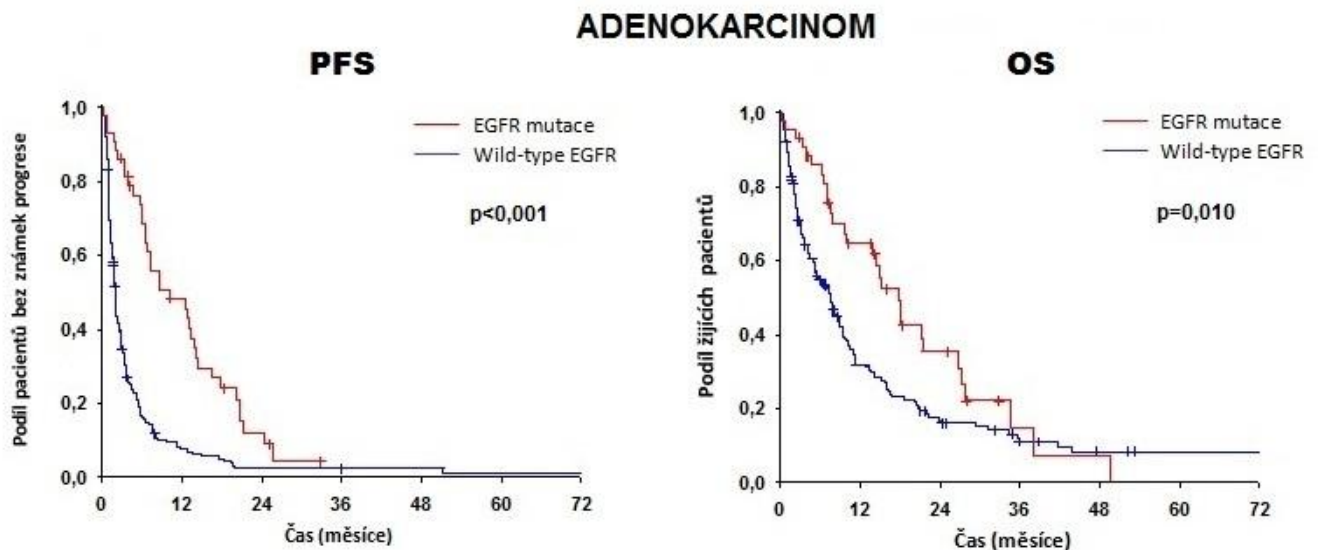 ADENOKARCINOM
PFS
Podíl pacientů bez známek progrese
1,0
0,8
0,6
0,4
0,2
0,0
EGFR mutace
Wild-type EGFR
p<0,001
0 12 24 36 48 60 72
Čas (měsíce)
OS
Podíl žijících pacientů
1,0
0,8
0,6
0,4
0,2
0,0
EGFR mutace
Wild-type EGFR
p=0,010
0 12 24 36 48 60 72
Čas (měsíce)